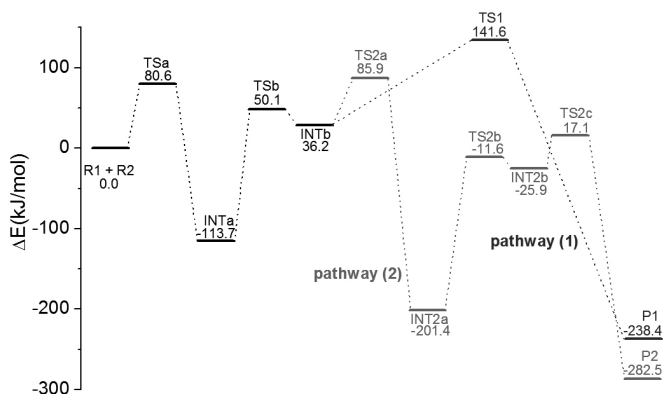 ΔE(kJ/mol)
100
0
-100
-200
-300
R1 + R2
0.0
TSa
80.6
INTa
-113.7
TSb
50.1
INTb
36.2
TS2a
85.9
TS1
141.6
INT2a
-201.4
TS2b
-11.6
INT2b
-25.9
TS2c
17.1
pathway (1)
pathway (2)
P1
-238.4
P2
-282.5